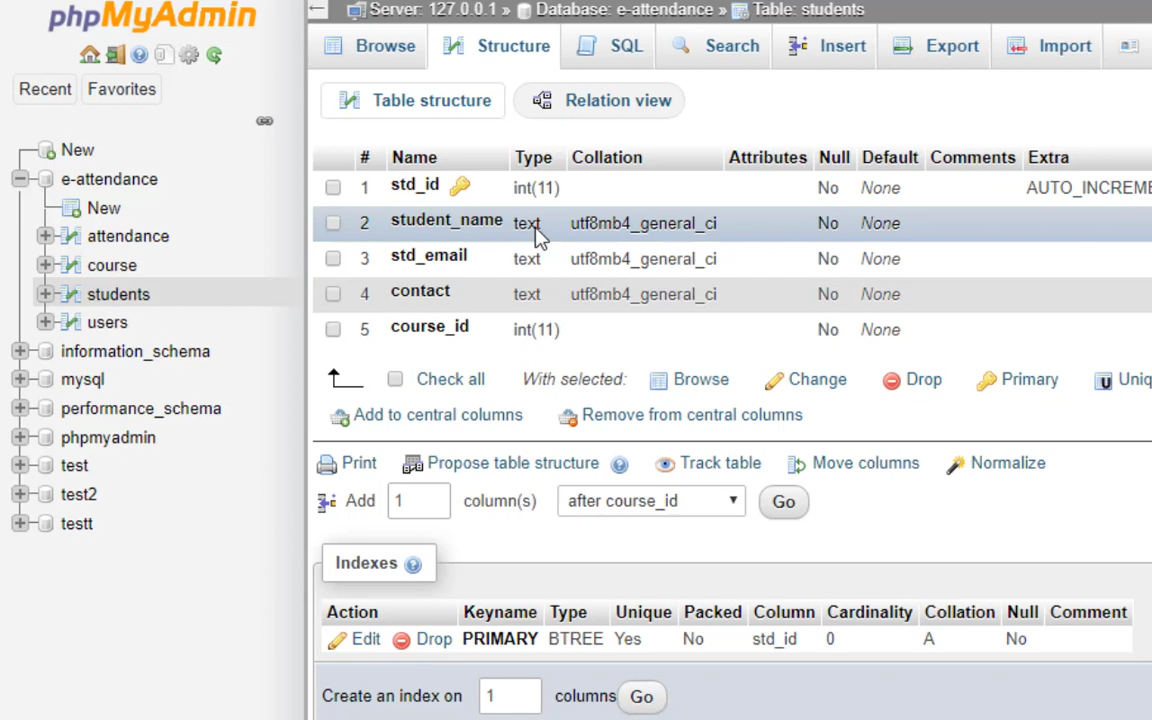 phpMyAdmin
Recent Favorites
New
e-attendance
New
attendance
course
students
users
information_schema
mysql
performance_schema
phpmyadmin
test
test2
testt
Server: 127.0.0.1 » Database: e-attendance » Table: students
Browse Structure SQL Search Insert Export Import
Table structure Relation view
# Name Type Collation Attributes Null Default Comments Extra
1 std_id int(11) No None AUTO_INCREME
2 student_name text utf8mb4_general_ci No None
3 std_email text utf8mb4_general_ci No None
4 contact text utf8mb4_general_ci No None
5 course_id int(11) No None
Check all With selected: Browse Change Drop Primary U Uniq
Add to central columns Remove from central columns
Print Propose table structure Track table Move columns Normalize
Add 1 column(s) after course_id Go
Indexes
Action Keyname Type Unique Packed Column Cardinality Collation Null Comment
Edit Drop PRIMARY BTREE Yes No std_id 0 A No
Create an index on 1 columns Go